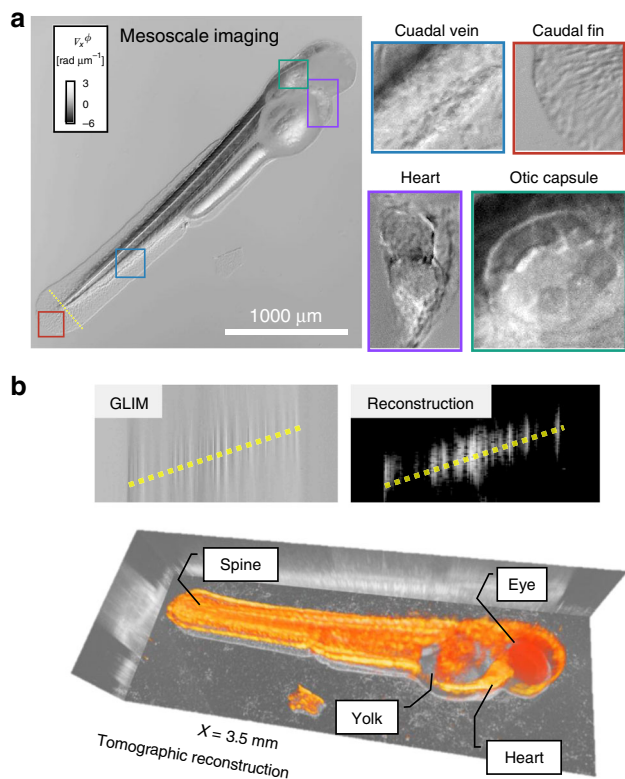 a
Mesoscale imaging
∇ₓϕ
[rad μm⁻¹]
3
0
−6
1000 μm
Cuadal vein
Caudal fin
Heart
Otic capsule
b
GLIM
Reconstruction
Spine
Eye
Yolk
Heart
X = 3.5 mm
Tomographic reconstruction